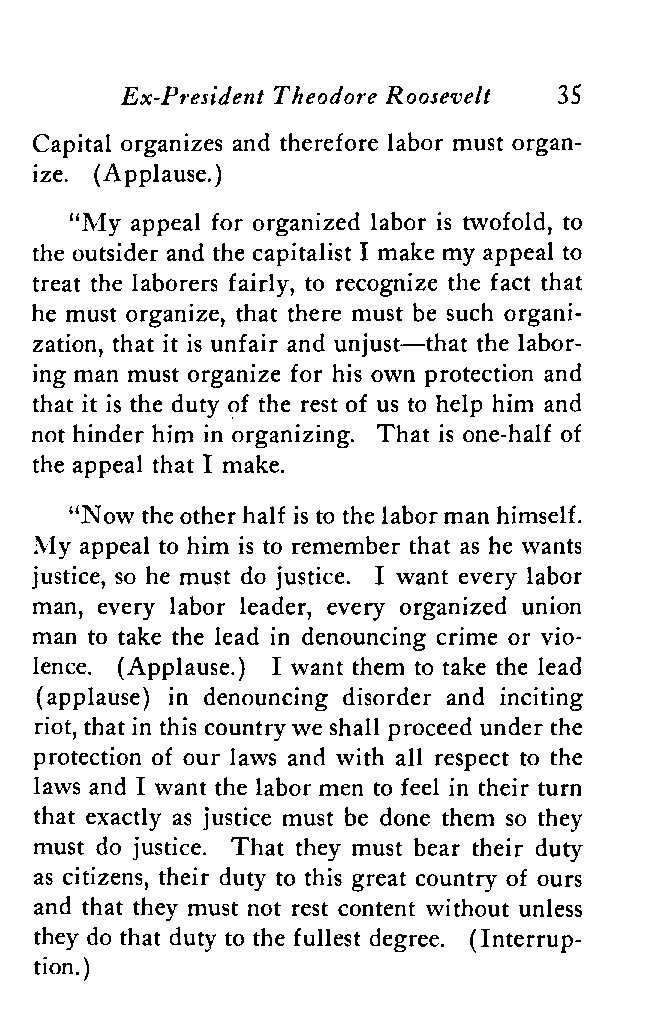 Ex-President Theodore Roosevelt 35
Capital organizes and therefore labor must organ-
ize. (Applause.)
“My appeal for organized labor is twofold, to
the outsider and the capitalist I make my appeal to
treat the laborers fairly, to recognize the fact that
he must organize, that there must be such organi-
zation, that it is unfair and unjust—that the labor-
ing man must organize for his own protection and
that it is the duty of the rest of us to help him and
not hinder him in organizing. That is one-half of
the appeal that I make.
“Now the other half is to the labor man himself.
My appeal to him is to remember that as he wants
justice, so he must do justice. I want every labor
man, every labor leader, every organized union
man to take the lead in denouncing crime or vio-
lence. (Applause.) I want them to take the lead
(applause) in denouncing disorder and inciting
riot, that in this country we shall proceed under the
protection of our laws and with all respect to the
laws and I want the labor men to feel in their turn
that exactly as justice must be done them so they
must do justice. That they must bear their duty
as citizens, their duty to this great country of ours
and that they must not rest content without unless
they do that duty to the fullest degree. (Interrup-
tion.)